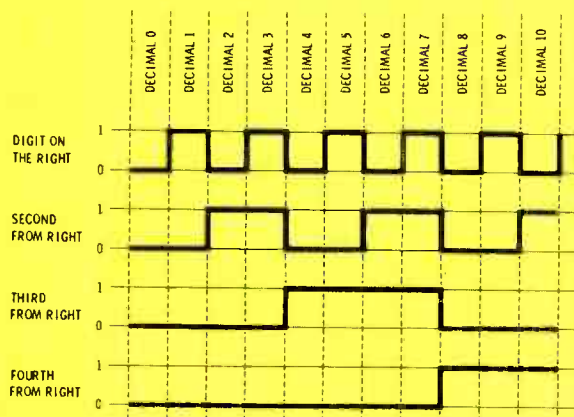 DECIMAL 0
DECIMAL 1
DECIMAL 2
DECIMAL 3
DECIMAL 4
DECIMAL 5
DECIMAL 6
DECIMAL 7
DECIMAL 8
DECIMAL 9
DECIMAL 10
DIGIT ON
THE RIGHT
1
0
SECOND
FROM RIGHT
1
0
THIRD
FROM RIGHT
1
0
FOURTH
FROM RIGHT
1
0